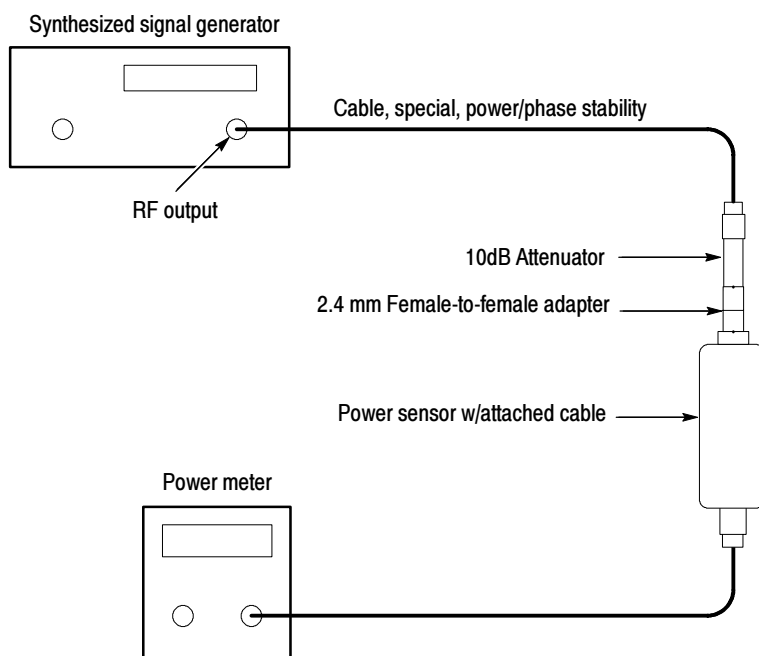 Synthesized signal generator
Cable, special, power/phase stability
RF output
10dB Attenuator
2.4 mm Female-to-female adapter
Power sensor w/attached cable
Power meter